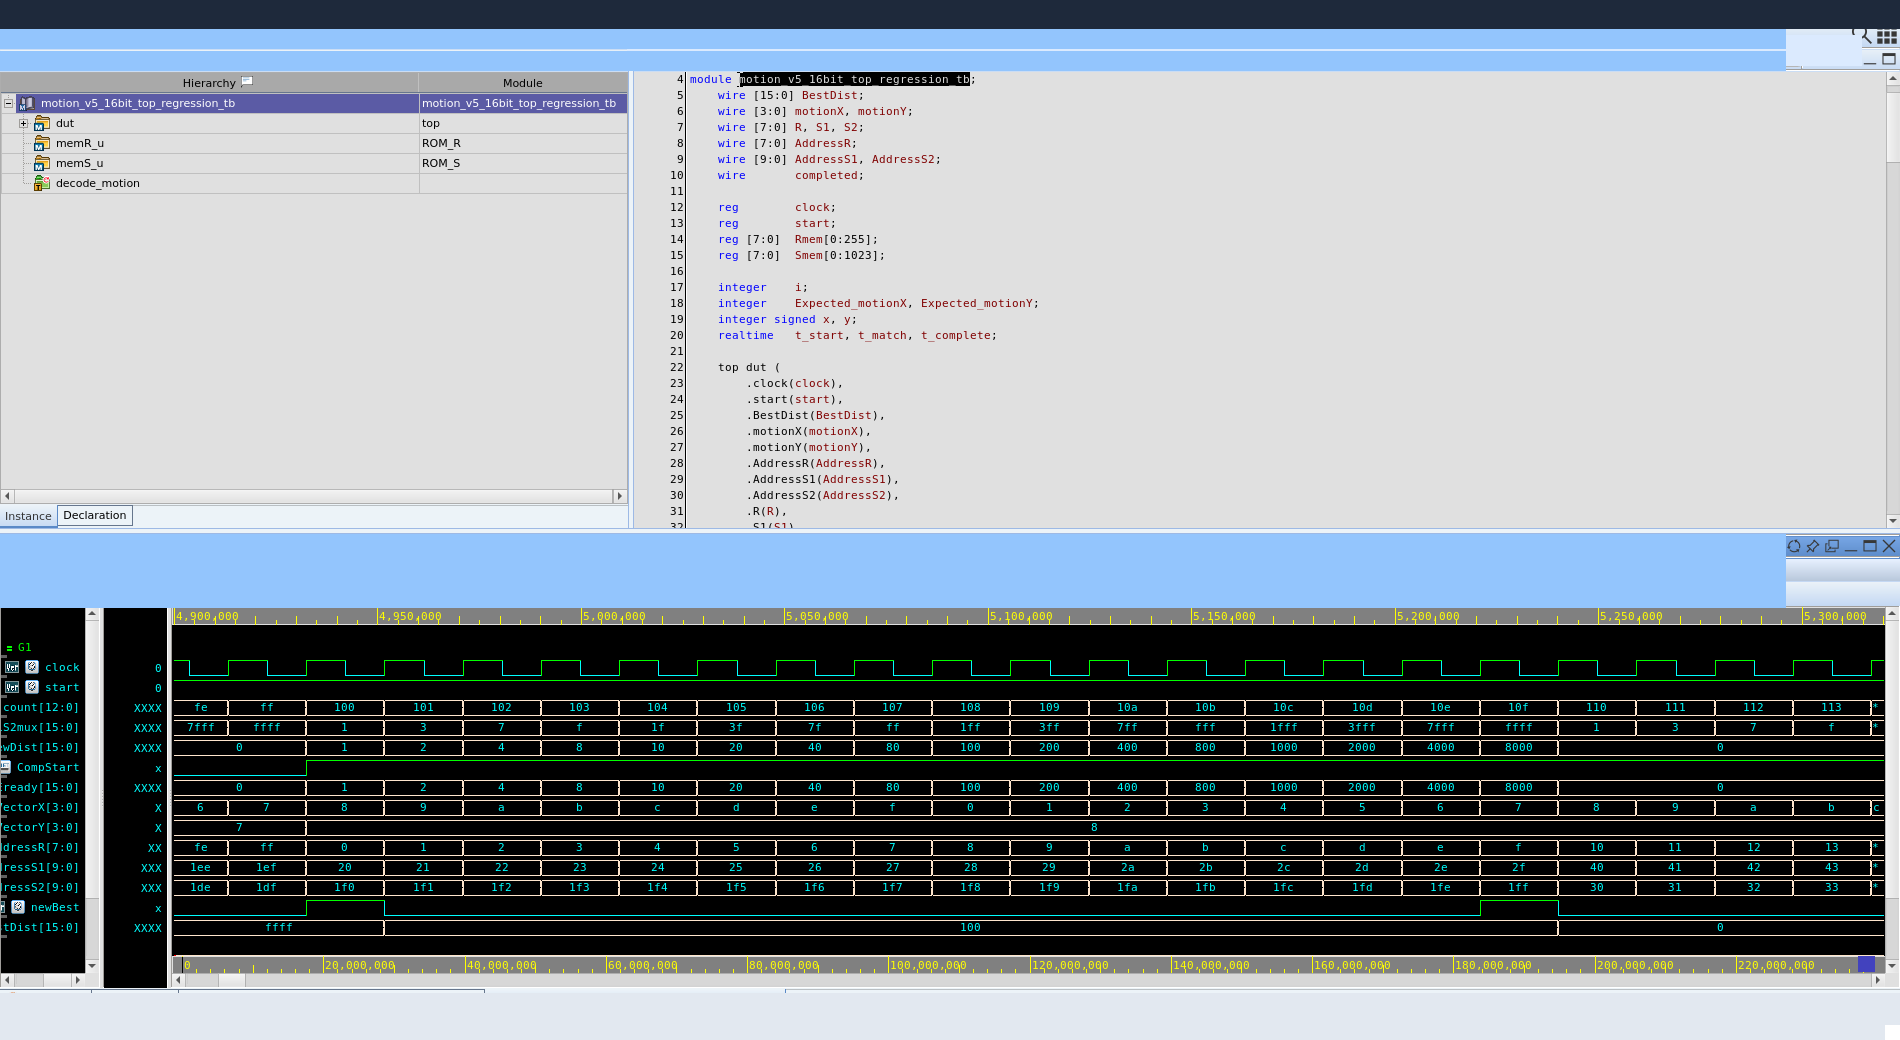 Hierarchy Module
motion_v5_16bit_top_regression_tb motion_v5_16bit_top_regression_tb
dut top
memR_u ROM_R
memS_u ROM_S
decode_motion
Instance Declaration
4 module motion_v5_16bit_top_regression_tb;
5 wire [15:0] BestDist;
6 wire [3:0] motionX, motionY;
7 wire [7:0] R, S1, S2;
8 wire [7:0] AddressR;
9 wire [9:0] AddressS1, AddressS2;
10 wire completed;
11
12 reg clock;
13 reg start;
14 reg [7:0] Rmem[0:255];
15 reg [7:0] Smem[0:1023];
16
17 integer i;
18 integer Expected_motionX, Expected_motionY;
19 integer signed x, y;
20 realtime t_start, t_match, t_complete;
21
22 top dut (
23 .clock(clock),
24 .start(start),
25 .BestDist(BestDist),
26 .motionX(motionX),
27 .motionY(motionY),
28 .AddressR(AddressR),
29 .AddressS1(AddressS1),
30 .AddressS2(AddressS2),
31 .R(R),
32 .S1(S1)
4,900,000 4,950,000 5,000,000 5,050,000 5,100,000 5,150,000 5,200,000 5,250,000 5,300,000
= G1
Ver clock 0
Ver start 0
count[12:0] XXXX fe ff 100 101 102 103 104 105 106 107 108 109 10a 10b 10c 10d 10e 10f 110 111 112 113 *
S2mux[15:0] XXXX 7fff ffff 1 3 7 f 1f 3f 7f ff 1ff 3ff 7ff fff 1fff 3fff 7fff ffff 1 3 7 f *
wDist[15:0] XXXX 0 1 2 4 8 10 20 40 80 100 200 400 800 1000 2000 4000 8000 0
CompStart x
ready[15:0] XXXX 0 1 2 4 8 10 20 40 80 100 200 400 800 1000 2000 4000 8000 0
ectorX[3:0] X 6 7 8 9 a b c d e f 0 1 2 3 4 5 6 7 8 9 a b c
ectorY[3:0] X 7 8
dressR[7:0] XX fe ff 0 1 2 3 4 5 6 7 8 9 a b c d e f 10 11 12 13 *
ressS1[9:0] XXX 1ee 1ef 20 21 22 23 24 25 26 27 28 29 2a 2b 2c 2d 2e 2f 40 41 42 43 *
ressS2[9:0] XXX 1de 1df 1f0 1f1 1f2 1f3 1f4 1f5 1f6 1f7 1f8 1f9 1fa 1fb 1fc 1fd 1fe 1ff 30 31 32 33 *
newBest x
tDist[15:0] XXXX ffff 100 0
0 20,000,000 40,000,000 60,000,000 80,000,000 100,000,000 120,000,000 140,000,000 160,000,000 180,000,000 200,000,000 220,000,000